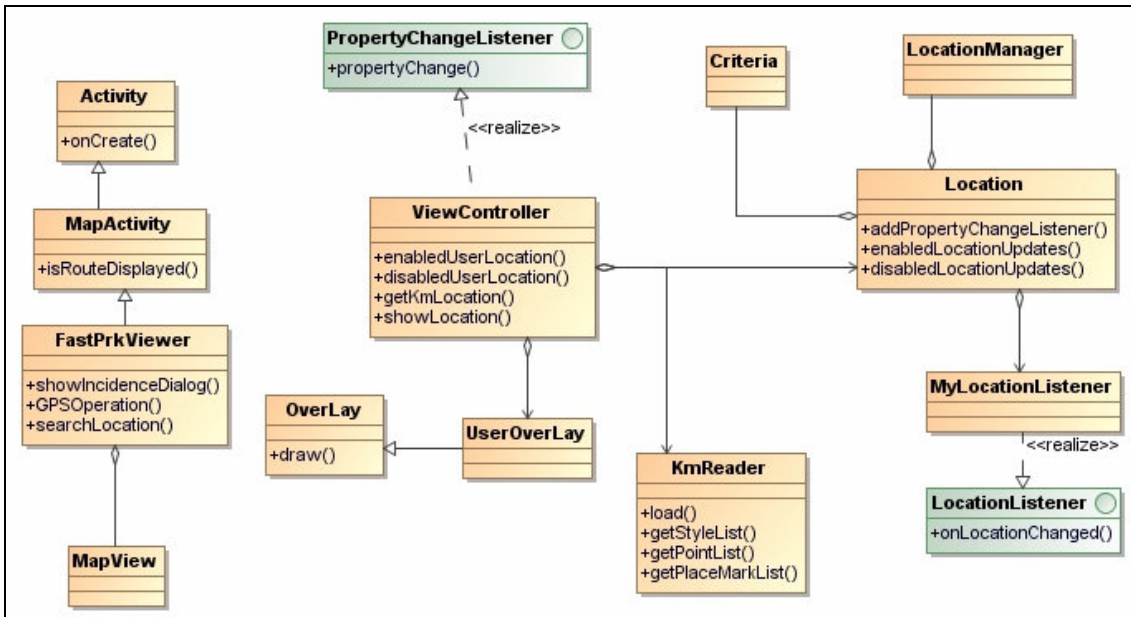 PropertyChangeListener
+propertyChange()
<<realize>>
Criteria
LocationManager
Activity
+onCreate()
MapActivity
+isRouteDisplayed()
FastPrkViewer
+showIncidenceDialog()
+GPSOperation()
+searchLocation()
MapView
ViewController
+enabledUserLocation()
+disabledUserLocation()
+getKmLocation()
+showLocation()
OverLay
+draw()
UserOverLay
KmReader
+load()
+getStyleList()
+getPointList()
+getPlaceMarkList()
Location
+addPropertyChangeListener()
+enabledLocationUpdates()
+disabledLocationUpdates()
MyLocationListener
<<realize>>
LocationListener
+onLocationChanged()